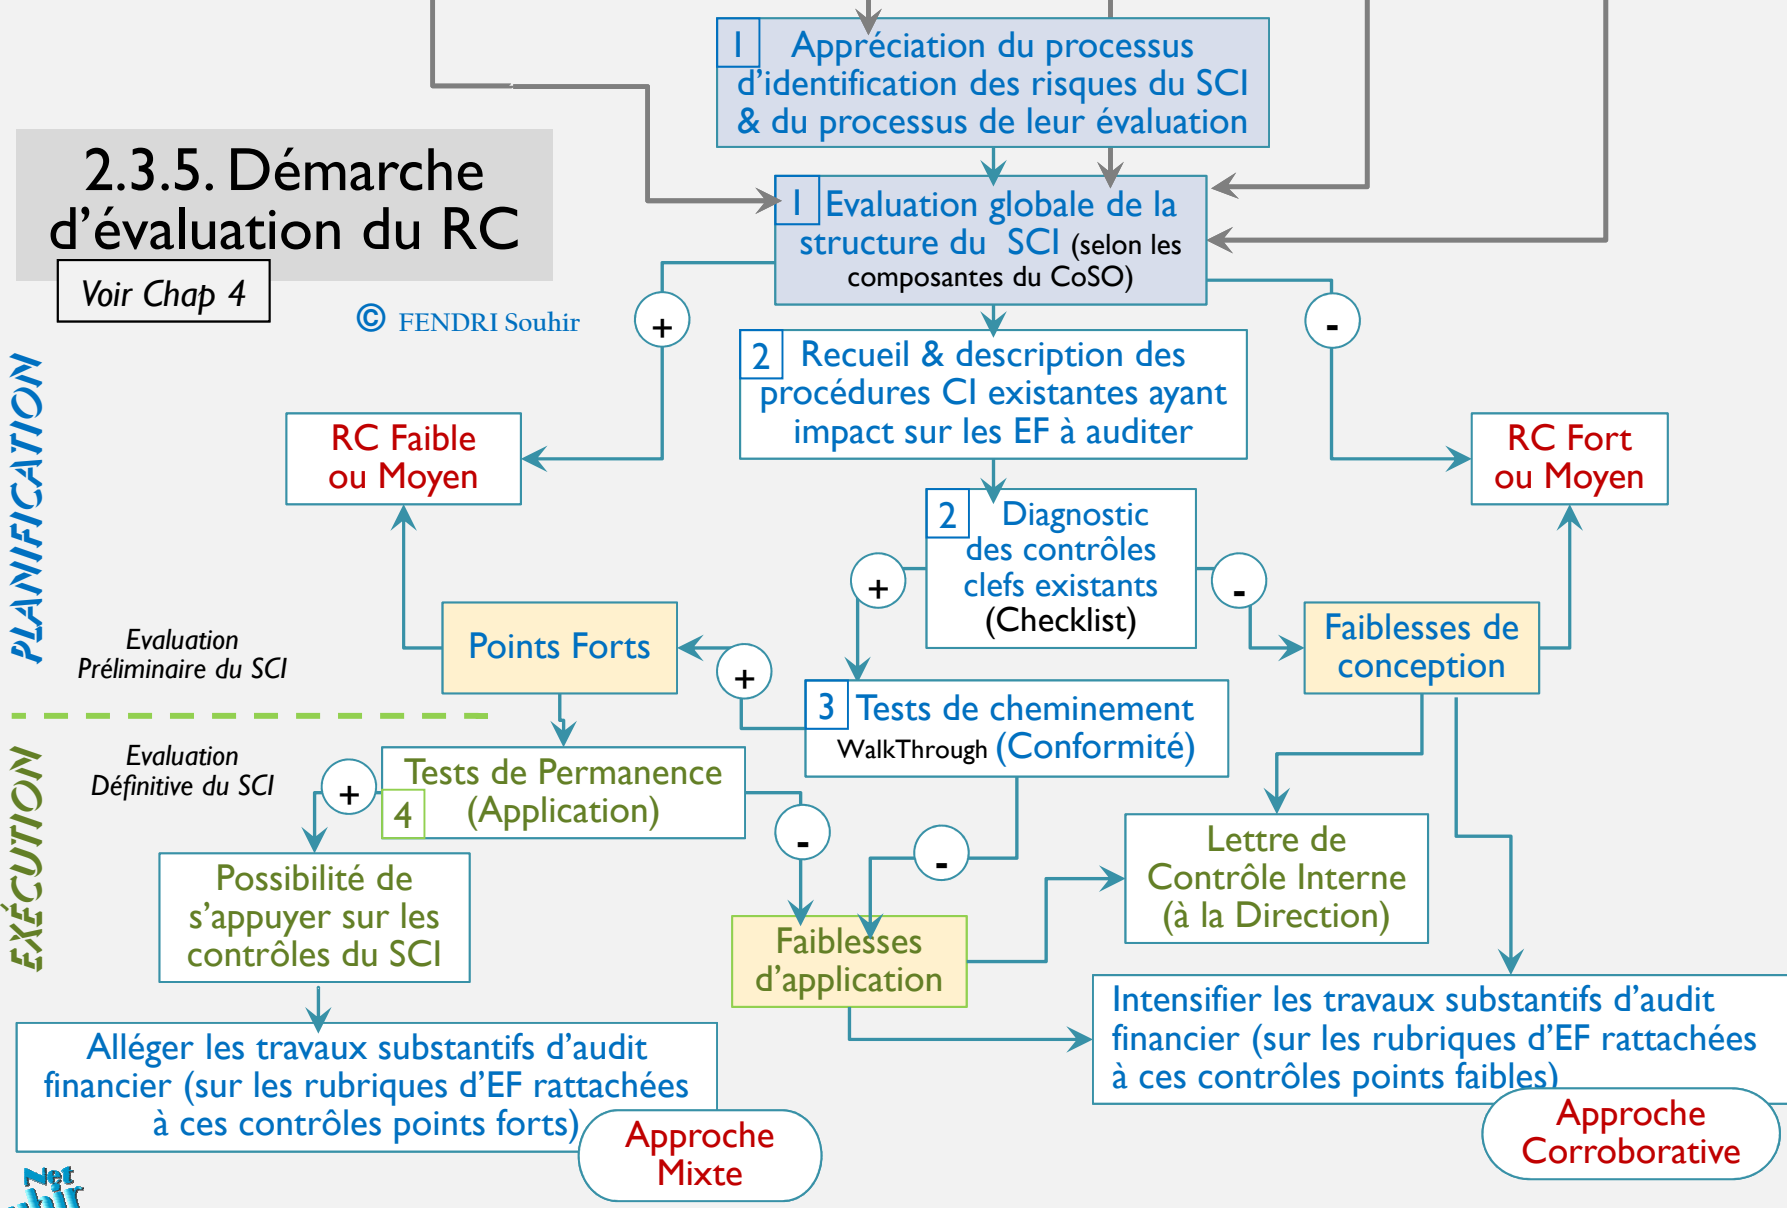 1 Appréciation du processus
d'identification des risques du SCI
& du processus de leur évaluation
2.3.5. Démarche
d’évaluation du RC
Voir Chap 4
© FENDRI Souhir
1 Evaluation globale de la
structure du SCI (selon les
composantes du CoSO)
+
-
2 Recueil & description des
procédures CI existantes ayant
impact sur les EF à auditer
PLANIFICATION
RC Faible
ou Moyen
RC Fort
ou Moyen
2 Diagnostic
des contrôles
clefs existants
(Checklist)
+
-
Evaluation
Préliminaire du SCI
Points Forts
+
Faiblesses de
conception
3 Tests de cheminement
WalkThrough (Conformité)
EXÉCUTION
Evaluation
Définitive du SCI
+
4 Tests de Permanence
(Application)
-
-
Lettre de
Contrôle Interne
(à la Direction)
Possibilité de
s’appuyer sur les
contrôles du SCI
Faiblesses
d’application
Alléger les travaux substantifs d’audit
financier (sur les rubriques d’EF rattachées
à ces contrôles points forts)
Approche
Mixte
Intensifier les travaux substantifs d’audit
financier (sur les rubriques d’EF rattachées
à ces contrôles points faibles)
Approche
Corroborative
Net